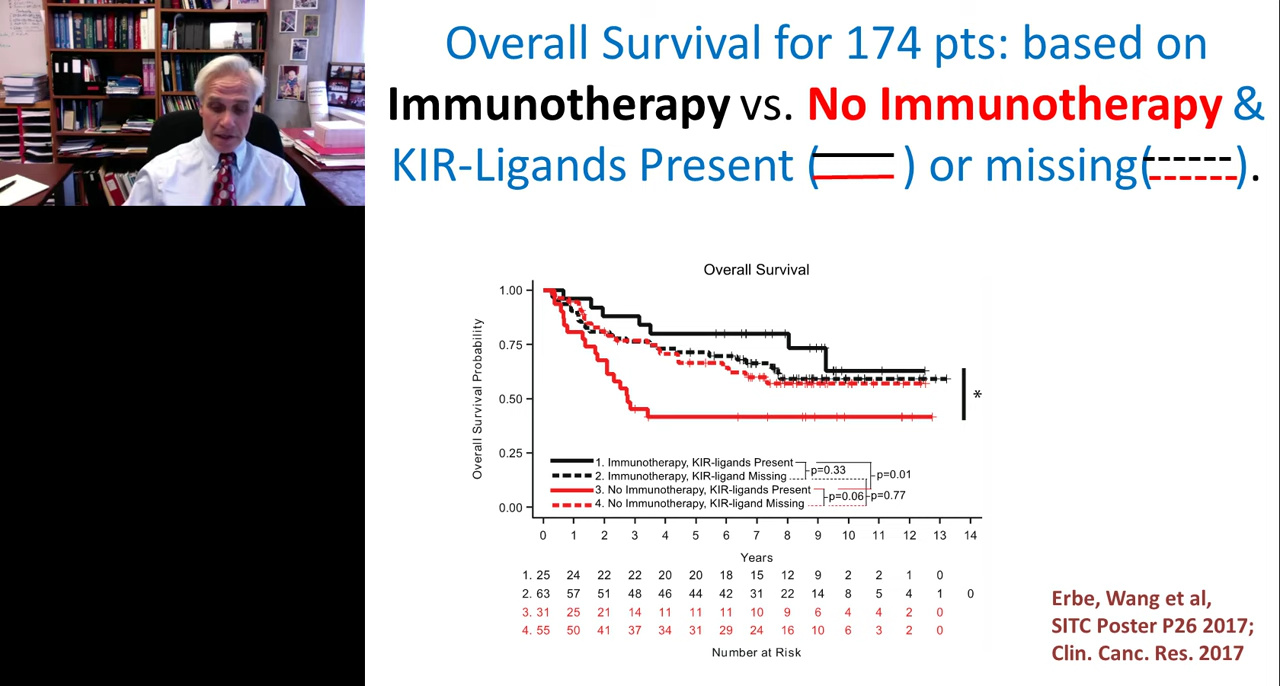 Overall Survival for 174 pts: based on
Immunotherapy vs. No Immunotherapy &
KIR-Ligands Present ( ) or missing( ).
Overall Survival
1.00
0.75
0.50
0.25
0.00
Overall Survival Probability
*
1. Immunotherapy, KIR-ligands Present
2. Immunotherapy, KIR-ligand Missing
3. No Immunotherapy, KIR-ligands Present
4. No Immunotherapy, KIR-ligand Missing
p=0.33
p=0.01
p=0.06
p=0.77
0 1 2 3 4 5 6 7 8 9 10 11 12 13 14
Years
1. 25 24 22 22 20 20 18 15 12 9 2 2 1 0
2. 63 57 51 48 46 44 42 31 22 14 8 5 4 1 0
3. 31 25 21 14 11 11 11 10 9 6 4 4 2 0
4. 55 50 41 37 34 31 29 24 16 10 6 3 2 0
Number at Risk
Erbe, Wang et al,
SITC Poster P26 2017;
Clin. Canc. Res. 2017